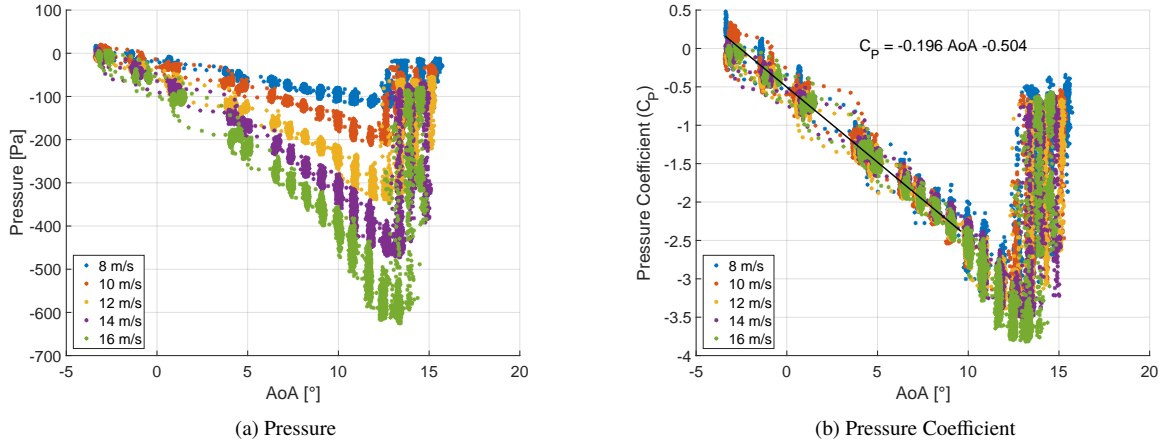 100
0
-100
-200
-300
-400
-500
-600
-700
Pressure [Pa]
8 m/s
10 m/s
12 m/s
14 m/s
16 m/s
-5
0
5
10
15
20
AoA [°]
(a) Pressure
0.5
0
-0.5
-1
-1.5
-2
-2.5
-3
-3.5
-4
Pressure Coefficient (C_P)
C_P = -0.196 AoA -0.504
8 m/s
10 m/s
12 m/s
14 m/s
16 m/s
-5
0
5
10
15
20
AoA [°]
(b) Pressure Coefficient